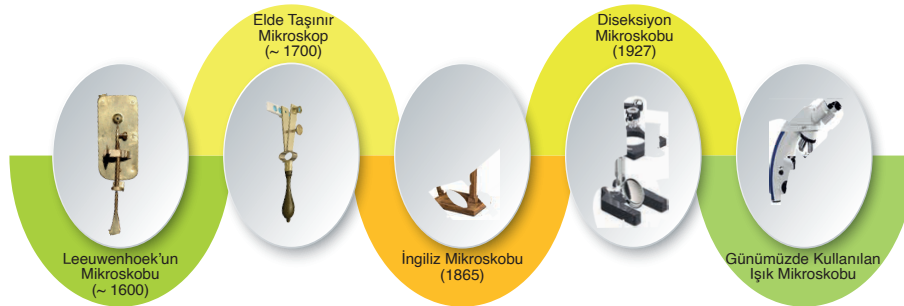 Elde Taşınır
Mikroskop
(~ 1700)
Diseksiyon
Mikroskobu
(1927)
Leeuwenhoek’un
Mikroskobu
(~ 1600)
İngiliz Mikroskobu
(1865)
Günümüzde Kullanılan
Işık Mikroskobu